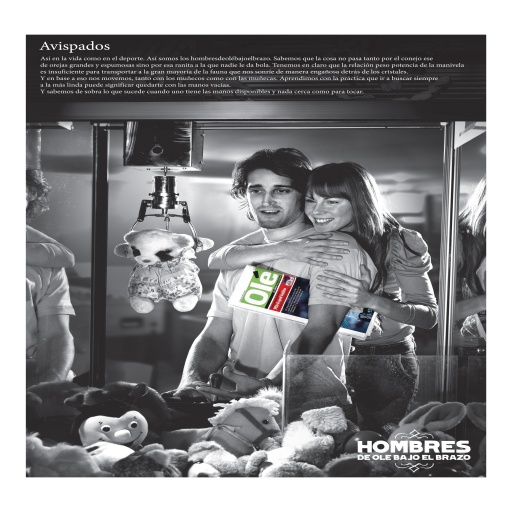 Avispados
Así en la vida como en el deporte. Así somos los hombresdeolébajoelbrazo. Sabemos que la cosa no pasa tanto por el conejo ese
de orejas grandes y espumosas sino por esa ranita a la que nadie le da bola. Tenemos en claro que la relación peso potencia de la manivela
es insuficiente para transportar a la gran mayoría de la fauna que nos sonríe de manera engañosa detrás de los cristales.
Y en base a eso nos movemos, tanto con los muñecos como con las muñecas. Aprendimos con la práctica que ir a buscar siempre
a la más linda puede significar quedarte con las manos vacías.
Y sabemos de sobra lo que sucede cuando uno tiene las manos disponibles y nada cerca como para tocar.
Olé
HOMBRES
DE OLE BAJO EL BRAZO